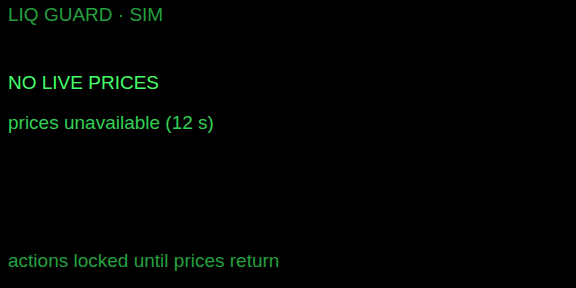 LIQ GUARD · SIM
NO LIVE PRICES
prices unavailable (12 s)
actions locked until prices return